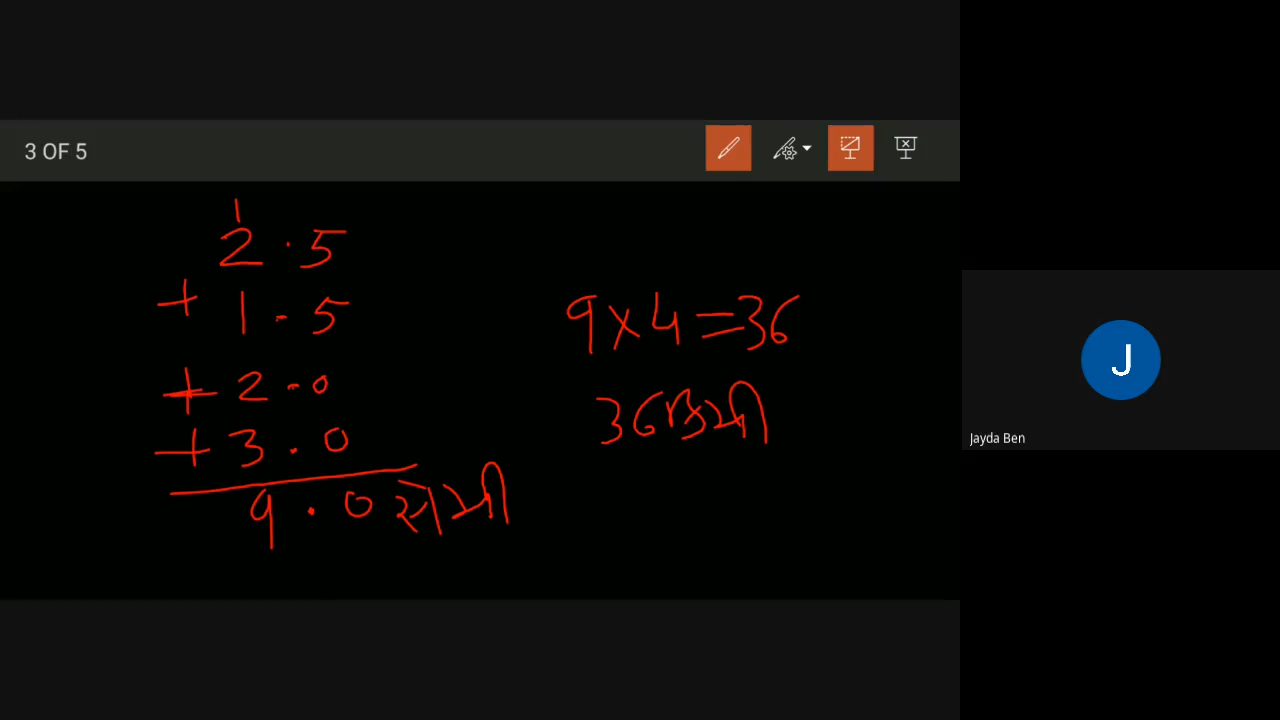 3 OF 5
1
2.5
+ 1.5
+ 2.0
+ 3.0
9.0 સેમી
9 x 4 = 36
36 કિમી
J
Jayda Ben